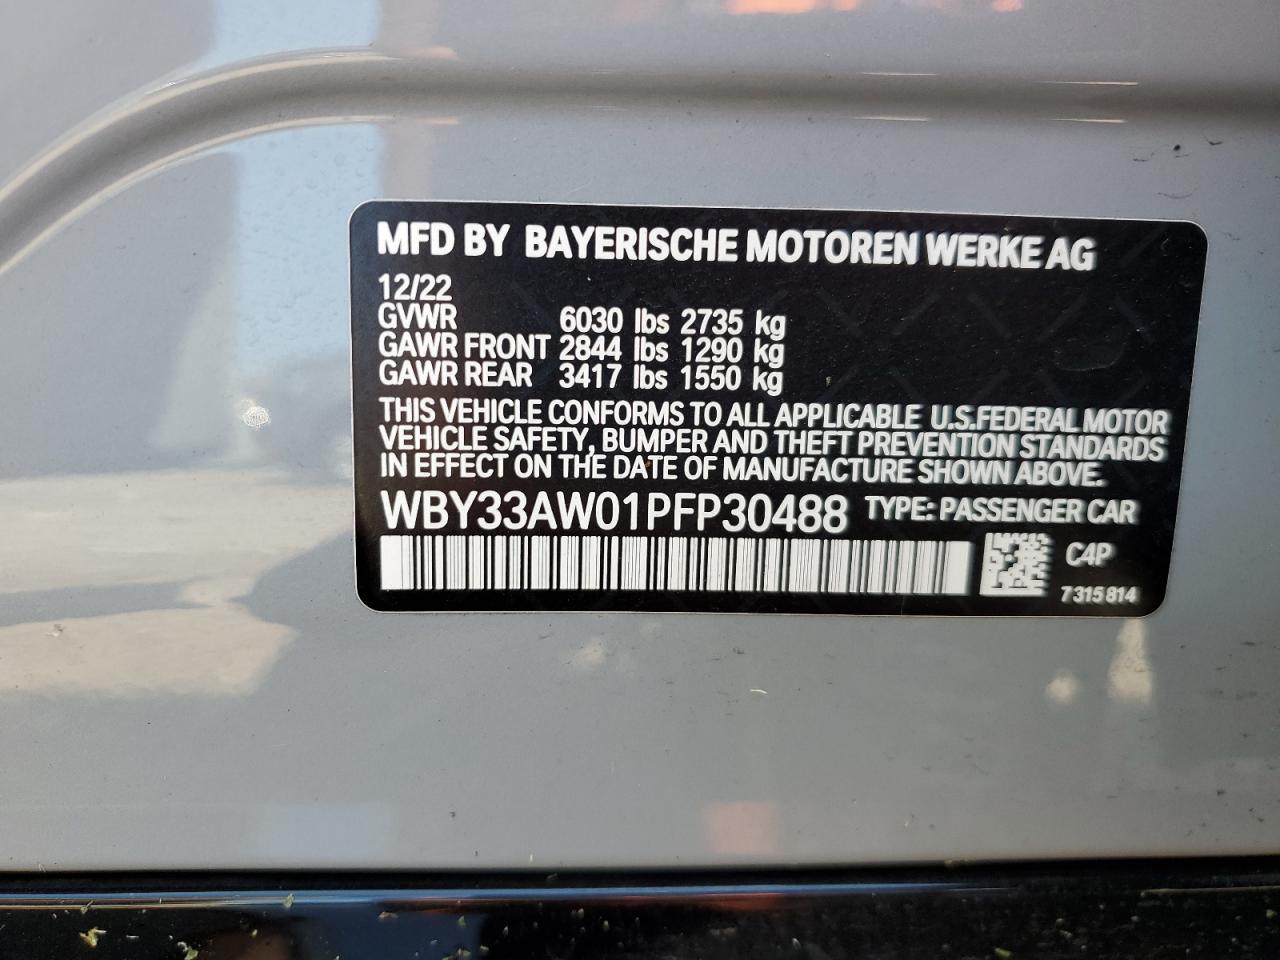 MFD BY BAYERISCHE MOTOREN WERKE AG
12/22
GVWR 6030 lbs 2735 kg
GAWR FRONT 2844 lbs 1290 kg
GAWR REAR 3417 lbs 1550 kg
THIS VEHICLE CONFORMS TO ALL APPLICABLE U.S.FEDERAL MOTOR
VEHICLE SAFETY, BUMPER AND THEFT PREVENTION STANDARDS
IN EFFECT ON THE DATE OF MANUFACTURE SHOWN ABOVE.
WBY33AW01PFP30488 TYPE: PASSENGER CAR
C4P
7 315 814